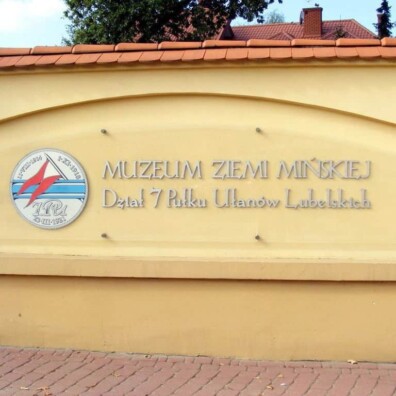 MUZEUM ZIEMI MIŃSKIEJ
Dział 7 Pułku Ułanów Lubelskich